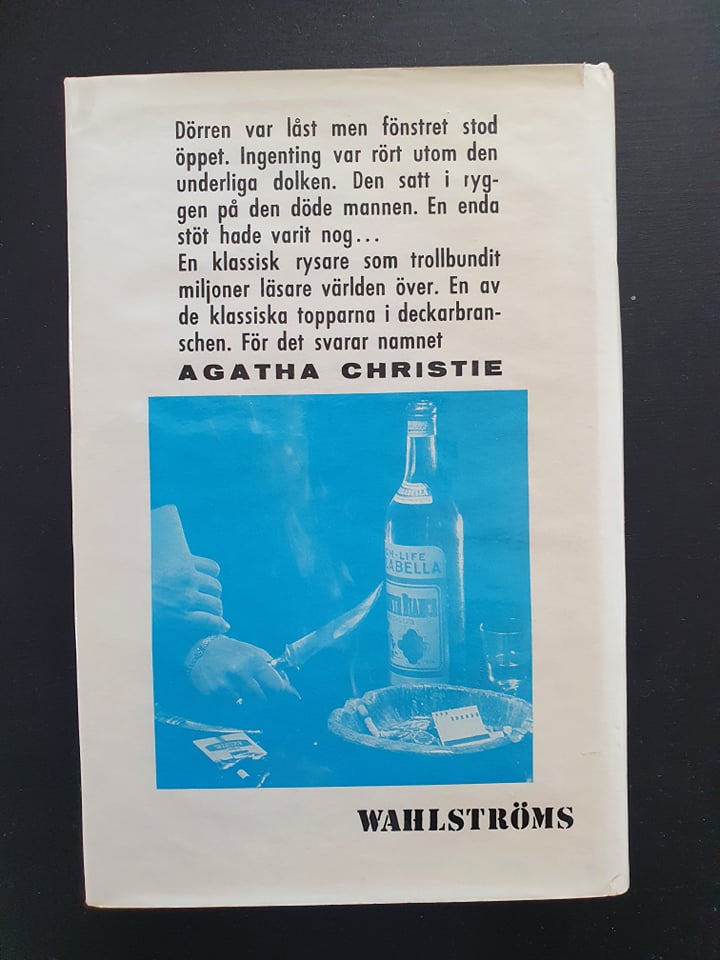 Dörren var låst men fönstret stod
öppet. Ingenting var rört utom den
underliga dolken. Den satt i ryg-
gen på den döde mannen. En enda
stöt hade varit nog...
En klassisk rysare som trollbundit
miljoner läsare världen över. En av
de klassiska topparna i deckarbran-
schen. För det svarar namnet
AGATHA CHRISTIE
H-LIFE
ABELLA
WAHLSTRÖMS